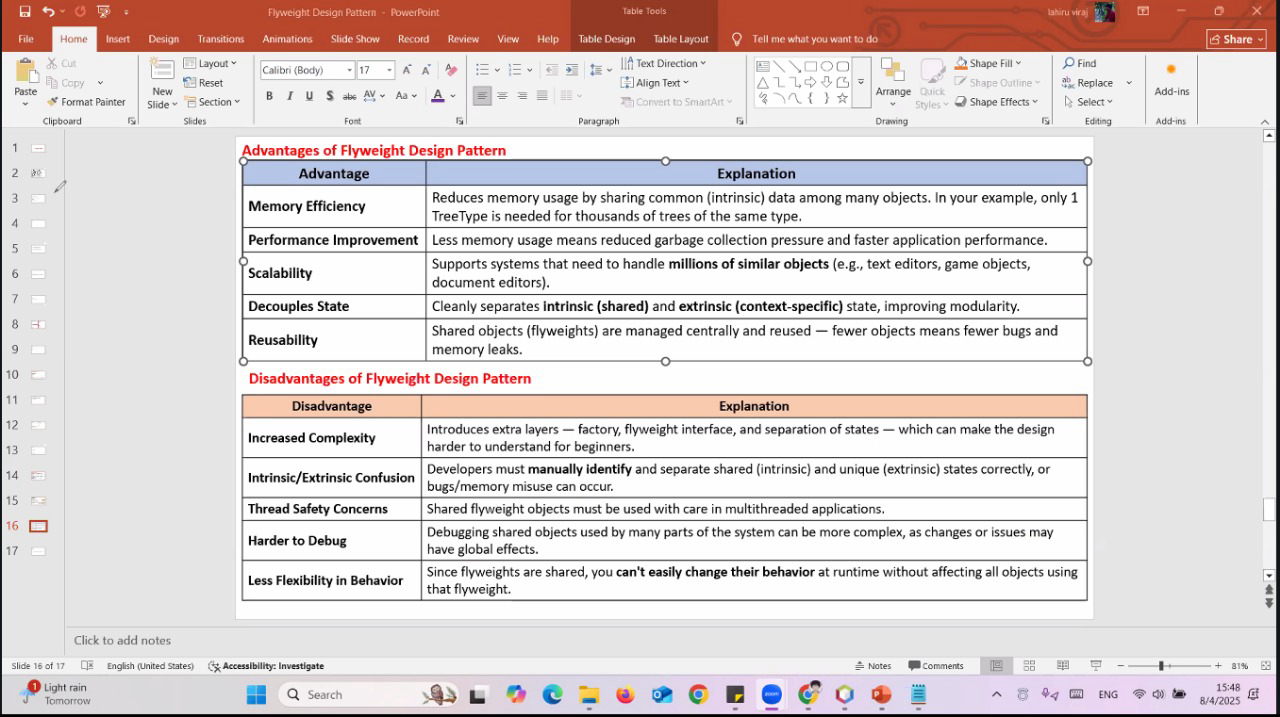 Flyweight Design Pattern - PowerPoint
Table Tools
lahiru viraj
File Home Insert Design Transitions Animations Slide Show Record Review View Help Table Design Table Layout Tell me what you want to do Share
Paste
Cut
Copy
Format Painter
Clipboard
New
Slide
Layout
Reset
Section
Slides
Calibri (Body) 17
B I U S abc AV Aa A
Font
Text Direction
Align Text
Convert to SmartArt
Paragraph
Arrange
Quick
Styles
Shape Fill
Shape Outline
Shape Effects
Drawing
Find
Replace
Select
Editing
Add-ins
Add-ins
1
2
3
4
5
6
7
8
9
10
11
12
13
14
15
16
17
Advantages of Flyweight Design Pattern
Advantage Explanation
Memory Efficiency
Reduces memory usage by sharing common (intrinsic) data among many objects. In your example, only 1
TreeType is needed for thousands of trees of the same type.
Performance Improvement Less memory usage means reduced garbage collection pressure and faster application performance.
Scalability
Supports systems that need to handle millions of similar objects (e.g., text editors, game objects,
document editors).
Decouples State Cleanly separates intrinsic (shared) and extrinsic (context-specific) state, improving modularity.
Reusability
Shared objects (flyweights) are managed centrally and reused — fewer objects means fewer bugs and
memory leaks.
Disadvantages of Flyweight Design Pattern
Disadvantage Explanation
Increased Complexity
Introduces extra layers — factory, flyweight interface, and separation of states — which can make the design
harder to understand for beginners.
Intrinsic/Extrinsic Confusion
Developers must manually identify and separate shared (intrinsic) and unique (extrinsic) states correctly, or
bugs/memory misuse can occur.
Thread Safety Concerns Shared flyweight objects must be used with care in multithreaded applications.
Harder to Debug
Debugging shared objects used by many parts of the system can be more complex, as changes or issues may
have global effects.
Less Flexibility in Behavior
Since flyweights are shared, you can't easily change their behavior at runtime without affecting all objects using
that flyweight.
Click to add notes
Slide 16 of 17 English (United States) Accessibility: Investigate Notes Comments 81%
1
Light rain
Tomorrow
Search
zoom
ENG
15:48
8/4/2025